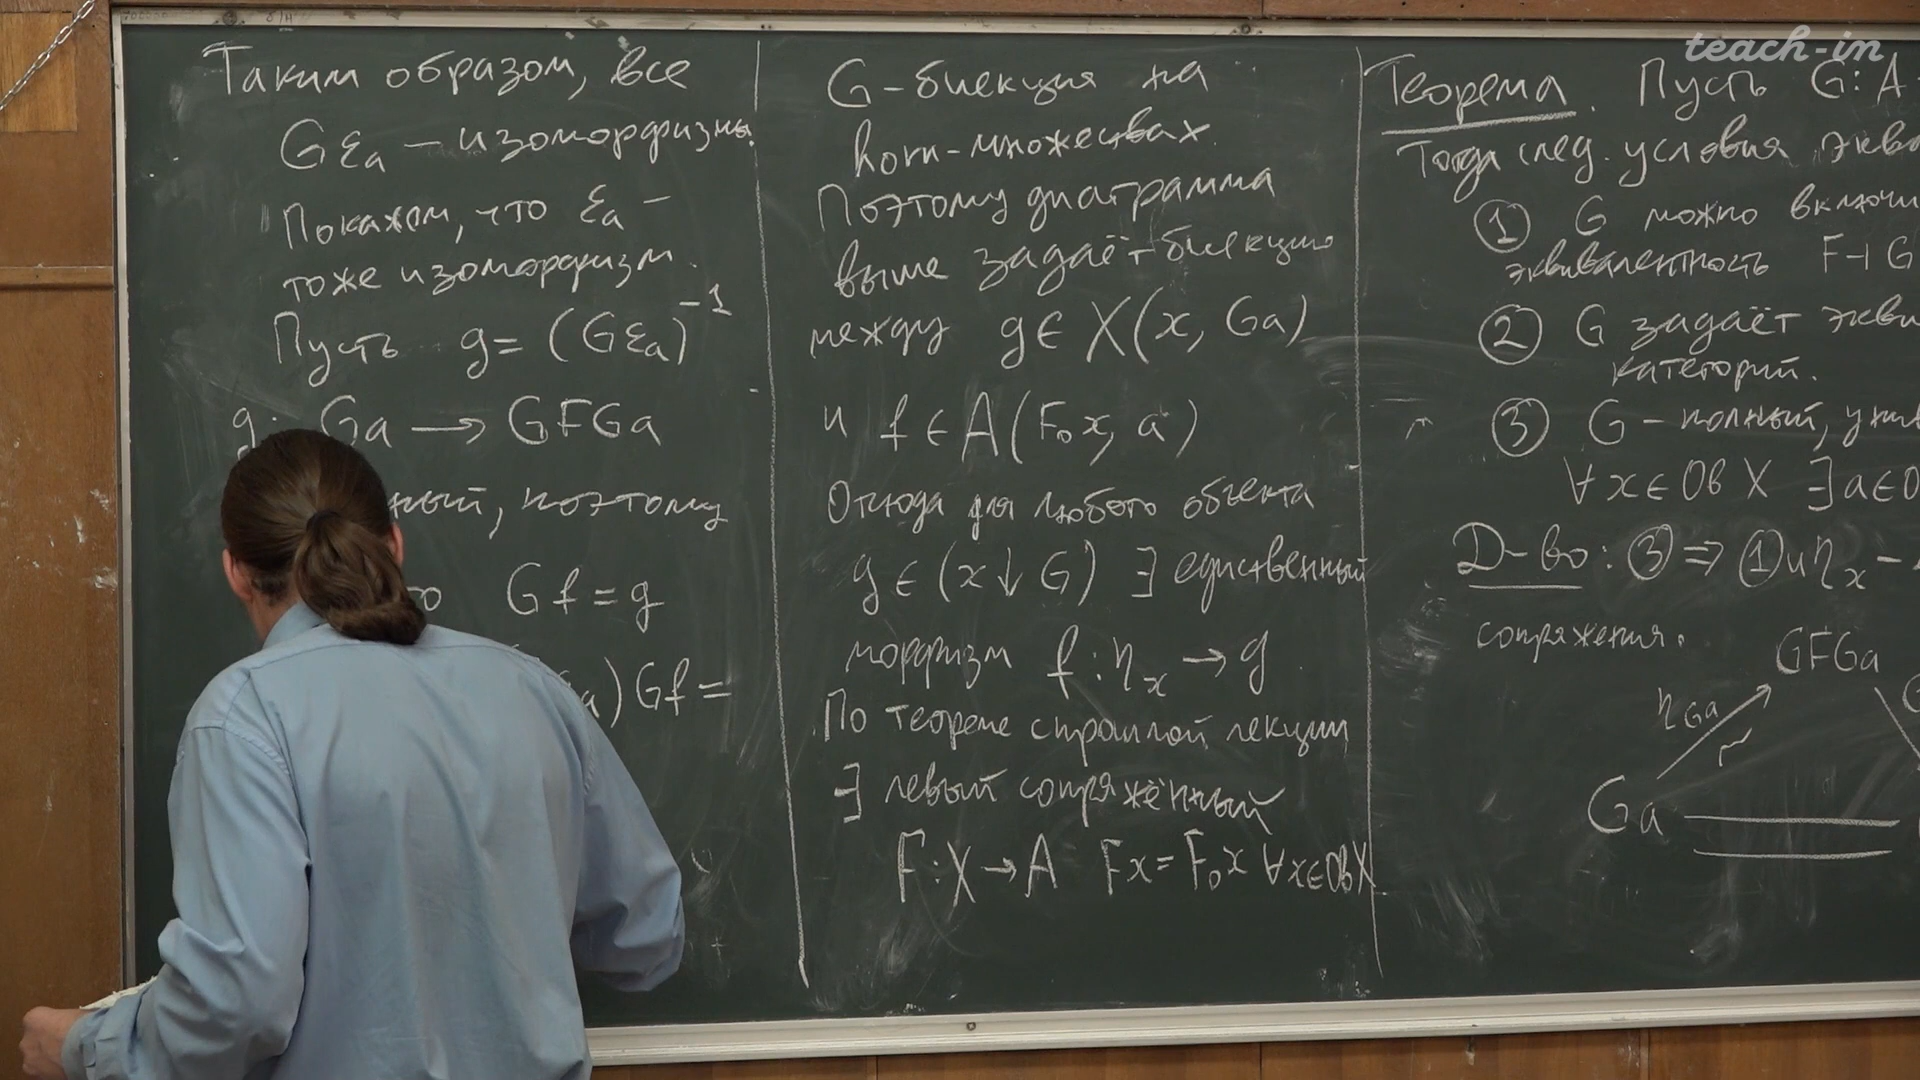 Таким образом, все
Gεa – изоморфизмы.
Покажем, что εa –
тоже изоморфизм.
Пусть g = (Gεa)⁻¹
g: Ga → GFGa
поэтому
Gf = g
a) Gf =
G – биекция на
hom-множествах.
Поэтому диаграмма
выше задаёт биекцию
между g ∈ X(x, Ga)
и f ∈ A(F₀x, a)
Отсюда для любого объекта
g ∈ (x ↓ G) ∃ единственный
морфизм f: ηx → g.
По теореме с прошлой лекции
∃ левый сопряжённый
F: X → A Fx = F₀x ∀x∈Ob X
teach-in
Теорема. Пусть G: A
Тогда след. условия экви
① G можно включи
эквивалентность F ⊣ G
② G задаёт экви
категорий.
③ G – полный, уни
∀x ∈ Ob X ∃ a ∈ O
Д-во: ③ ⇒ ① и ηx –
сопряжения.
GFGa
ηGa
Ga